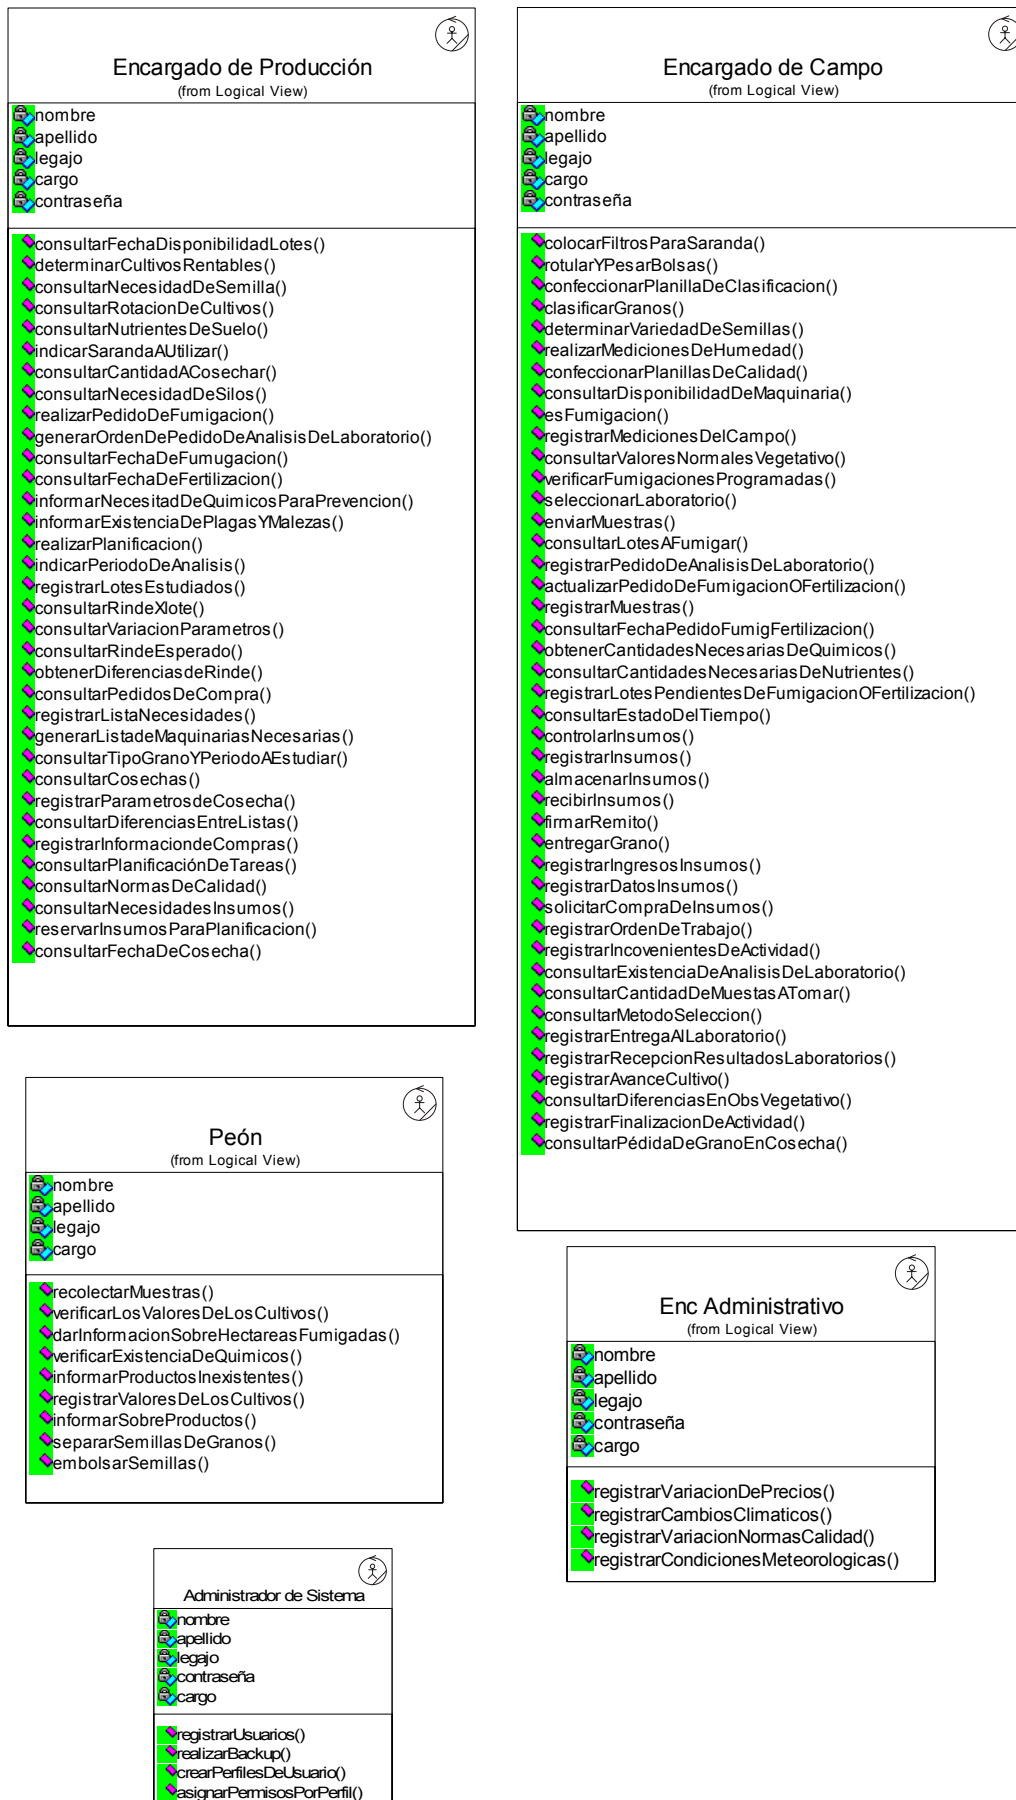 Encargado de Producción
(from Logical View)
nombre
apellido
legajo
cargo
contraseña
consultarFechaDisponibilidadLotes()
determinarCultivosRentables()
consultarNecesidadDeSemilla()
consultarRotacionDeCultivos()
consultarNutrientesDeSuelo()
indicarSarandaAUtilizar()
consultarCantidadACosechar()
consultarNecesidadDeSilos()
realizarPedidoDeFumigacion()
generarOrdenDePedidoDeAnalisisDeLaboratorio()
consultarFechaDeFumugacion()
consultarFechaDeFertilizacion()
informarNecesitadDeQuimicosParaPrevencion()
informarExistenciaDePlagasYMalezas()
realizarPlanificacion()
indicarPeriodoDeAnalisis()
registrarLotesEstudiados()
consultarRindeXlote()
consultarVariacionParametros()
consultarRindeEsperado()
obtenerDiferenciasdeRinde()
consultarPedidosDeCompra()
registrarListaNecesidades()
generarListadeMaquinariasNecesarias()
consultarTipoGranoYPeriodoAEstudiar()
consultarCosechas()
registrarParametrosdeCosecha()
consultarDiferenciasEntreListas()
registrarInformaciondeCompras()
consultarPlanificaciónDeTareas()
consultarNormasDeCalidad()
consultarNecesidadesInsumos()
reservarInsumosParaPlanificacion()
consultarFechaDeCosecha()
Encargado de Campo
(from Logical View)
nombre
apellido
legajo
cargo
contraseña
colocarFiltrosParaSaranda()
rotularYPesarBolsas()
confeccionarPlanillaDeClasificacion()
clasificarGranos()
determinarVariedadDeSemillas()
realizarMedicionesDeHumedad()
confeccionarPlanillasDeCalidad()
consultarDisponibilidadDeMaquinaria()
esFumigacion()
registrarMedicionesDelCampo()
consultarValoresNormalesVegetativo()
verificarFumigacionesProgramadas()
seleccionarLaboratorio()
enviarMuestras()
consultarLotesAFumigar()
registrarPedidoDeAnalisisDeLaboratorio()
actualizarPedidoDeFumigacionOFertilizacion()
registrarMuestras()
consultarFechaPedidoFumigFertilizacion()
obtenerCantidadesNecesariasDeQuimicos()
consultarCantidadesNecesariasDeNutrientes()
registrarLotesPendientesDeFumigacionOFertilizacion()
consultarEstadoDelTiempo()
controlarInsumos()
registrarInsumos()
almacenarInsumos()
recibirInsumos()
firmarRemito()
entregarGrano()
registrarIngresosInsumos()
registrarDatosInsumos()
solicitarCompraDeInsumos()
registrarOrdenDeTrabajo()
registrarIncovenientesDeActividad()
consultarExistenciaDeAnalisisDeLaboratorio()
consultarCantidadDeMuestasATomar()
consultarMetodoSeleccion()
registrarEntregaAlLaboratorio()
registrarRecepcionResultadosLaboratorios()
registrarAvanceCultivo()
consultarDiferenciasEnObsVegetativo()
registrarFinalizacionDeActividad()
consultarPédidaDeGranoEnCosecha()
Peón
(from Logical View)
nombre
apellido
legajo
cargo
recolectarMuestras()
verificarLosValoresDeLosCultivos()
darInformacionSobreHectareasFumigadas()
verificarExistenciaDeQuimicos()
informarProductosInexistentes()
registrarValoresDeLosCultivos()
informarSobreProductos()
separarSemillasDeGranos()
embolsarSemillas()
Enc Administrativo
(from Logical View)
nombre
apellido
legajo
contraseña
cargo
registrarVariacionDePrecios()
registrarCambiosClimaticos()
registrarVariacionNormasCalidad()
registrarCondicionesMeteorologicas()
Administrador de Sistema
nombre
apellido
legajo
contraseña
cargo
registrarUsuarios()
realizarBackup()
crearPerfilesDeUsuario()
asignarPermisosPorPerfil()